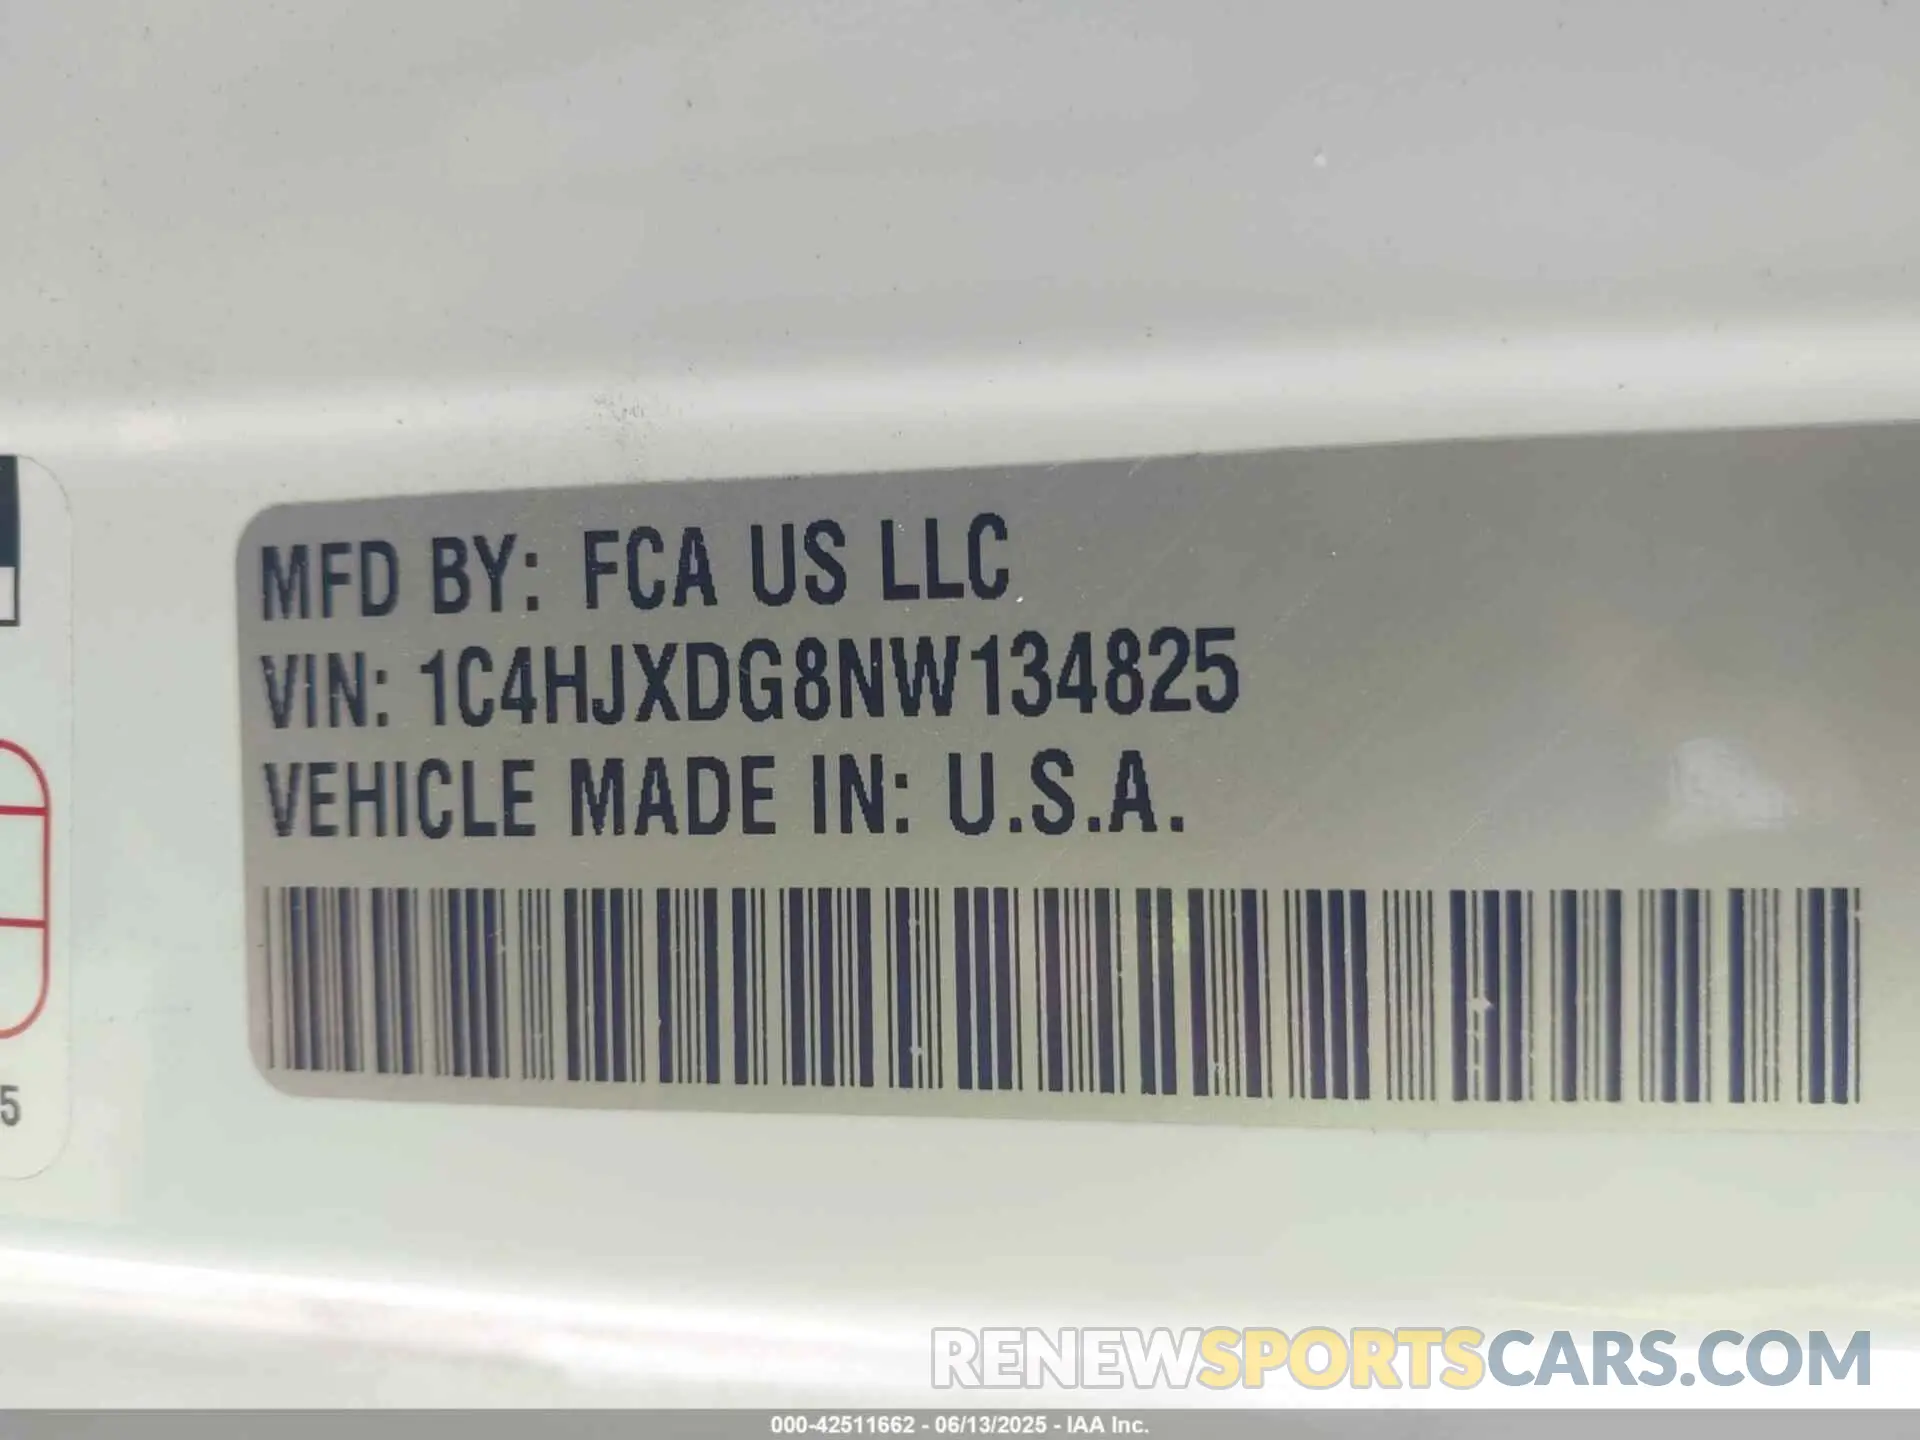 MFD BY: FCA US LLC
VIN: 1C4HJXDG8NW134825
VEHICLE MADE IN: U.S.A.
5
RENEWSPORTSCARS.COM
000-42511662 - 06/13/2025 - IAA Inc.